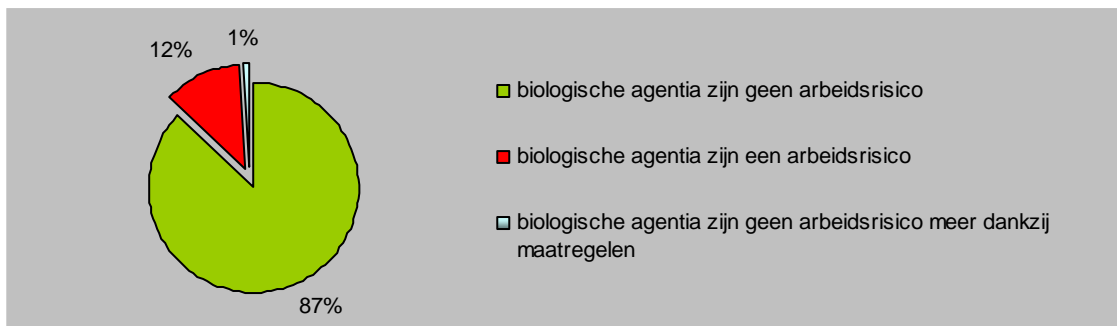 12%
1%
87%
biologische agentia zijn geen arbeidsrisico
biologische agentia zijn een arbeidsrisico
biologische agentia zijn geen arbeidsrisico meer dankzij
maatregelen